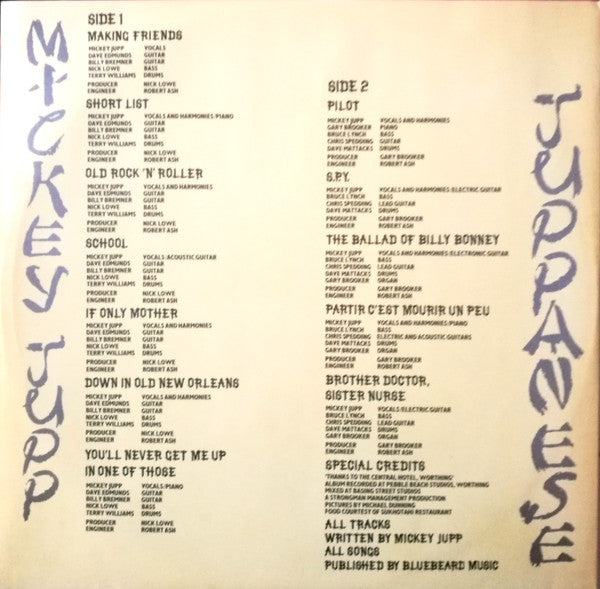 MICKEY JUPP
SIDE 1
MAKING FRIENDS
MICKEY JUPP VOCALS
DAVE EDMUNDS GUITAR
BILLY BREMNER GUITAR
NICK LOWE BASS
TERRY WILLIAMS DRUMS
PRODUCER NICK LOWE
ENGINEER ROBERT ASH
SHORT LIST
MICKEY JUPP VOCALS AND HARMONIES/PIANO
DAVE EDMUNDS GUITAR
BILLY BREMNER GUITAR
NICK LOWE BASS
TERRY WILLIAMS DRUMS
PRODUCER NICK LOWE
ENGINEER ROBERT ASH
OLD ROCK 'N' ROLLER
MICKEY JUPP VOCALS AND HARMONIES
DAVE EDMUNDS GUITAR
BILLY BREMNER GUITAR
NICK LOWE BASS
TERRY WILLIAMS DRUMS
PRODUCER NICK LOWE
ENGINEER ROBERT ASH
SCHOOL
MICKEY JUPP VOCALS/ACOUSTIC GUITAR
DAVE EDMUNDS GUITAR
BILLY BREMNER GUITAR
NICK LOWE BASS
TERRY WILLIAMS DRUMS
PRODUCER NICK LOWE
ENGINEER ROBERT ASH
IF ONLY MOTHER
MICKEY JUPP VOCALS AND HARMONIES
DAVE EDMUNDS GUITAR
BILLY BREMNER GUITAR
NICK LOWE BASS
TERRY WILLIAMS DRUMS
PRODUCER NICK LOWE
ENGINEER ROBERT ASH
DOWN IN OLD NEW ORLEANS
MICKEY JUPP VOCALS AND HARMONIES
DAVE EDMUNDS GUITAR
BILLY BREMNER GUITAR
NICK LOWE BASS
TERRY WILLIAMS DRUMS
PRODUCER NICK LOWE
ENGINEER ROBERT ASH
YOU'LL NEVER GET ME UP
IN ONE OF THOSE
MICKEY JUPP VOCALS/PIANO
DAVE EDMUNDS GUITAR
BILLY BREMNER GUITAR
NICK LOWE BASS
TERRY WILLIAMS DRUMS
PRODUCER NICK LOWE
ENGINEER ROBERT ASH
SIDE 2
PILOT
MICKEY JUPP VOCALS AND HARMONIES
GARY BROOKER PIANO
BRUCE LYNCH BASS
CHRIS SPEDDING GUITAR
DAVE MATTACKS DRUMS
PRODUCER GARY BROOKER
ENGINEER ROBERT ASH
S.P.Y.
MICKEY JUPP VOCALS AND HARMONIES/ELECTRIC GUITAR
BRUCE LYNCH BASS
CHRIS SPEDDING LEAD GUITAR
DAVE MATTACKS DRUMS
PRODUCER GARY BROOKER
ENGINEER ROBERT ASH
THE BALLAD OF BILLY BONNEY
MICKEY JUPP VOCALS AND HARMONIES/ELECTRONIC GUITAR
BRUCE LYNCH BASS
CHRIS SPEDDING LEAD GUITAR
DAVE MATTACKS DRUMS
GARY BROOKER ORGAN
PRODUCER GARY BROOKER
ENGINEER ROBERT ASH
PARTIR C'EST MOURIR UN PEU
MICKEY JUPP VOCALS AND HARMONIES/PIANO
BRUCE LYNCH BASS
CHRIS SPEDDING ELECTRIC AND ACOUSTIC GUITARS
DAVE MATTACKS DRUMS
GARY BROOKER ORGAN
PRODUCER GARY BROOKER
ENGINEER ROBERT ASH
BROTHER DOCTOR,
SISTER NURSE
MICKEY JUPP VOCALS/ELECTRIC GUITAR
BRUCE LYNCH BASS
CHRIS SPEDDING LEAD GUITAR
DAVE MATTACKS DRUMS
GARY BROOKER ORGAN
PRODUCER GARY BROOKER
ENGINEER ROBERT ASH
SPECIAL CREDITS
'THANKS TO THE CENTRAL HOTEL, WORTHING'
ALBUM RECORDED AT PEBBLE BEACH STUDIOS, WORTHING
MIXED AT BASING STREET STUDIOS
A STRONGMAN MANAGEMENT PRODUCTION
PICTURES BY MICHAEL DUNNING
FOOD COURTESY OF SUKHOTAHI RESTAURANT
ALL TRACKS
WRITTEN BY MICKEY JUPP
ALL SONGS
PUBLISHED BY BLUEBEARD MUSIC
JUPPANESE